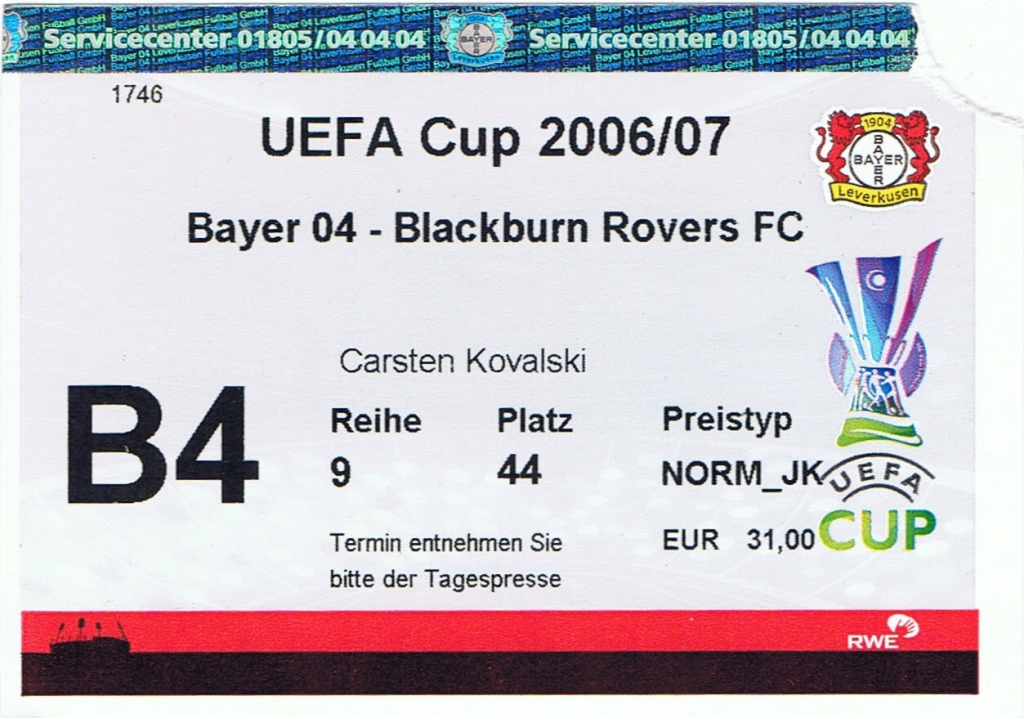 Servicecenter 01805/04 04 04 Servicecenter 01805/04 04 04
1746
UEFA Cup 2006/07
1904
BAYER
BAYER
Leverkusen
Bayer 04 - Blackburn Rovers FC
Carsten Kovalski
B4
Reihe Platz Preistyp
9 44 NORM_JK
UEFA
CUP
Termin entnehmen Sie
bitte der Tagespresse
EUR 31,00
RWE